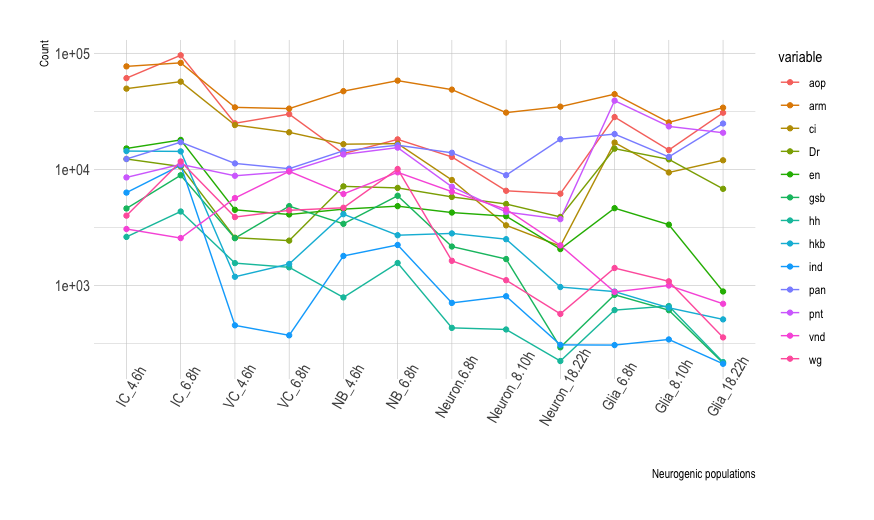 Count
1e+05
1e+04
1e+03
IC_4.6h
IC_6.8h
VC_4.6h
VC_6.8h
NB_4.6h
NB_6.8h
Neuron.6.8h
Neuron_8.10h
Neuron_18.22h
Glia_6.8h
Glia_8.10h
Glia_18.22h
Neurogenic populations
variable
aop
arm
ci
Dr
en
gsb
hh
hkb
ind
pan
pnt
vnd
wg